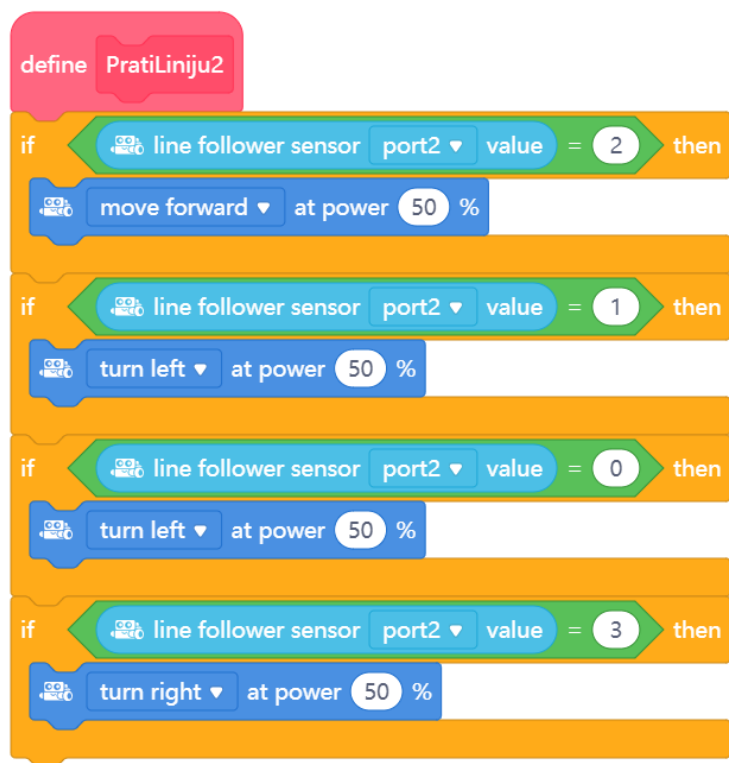 define PratiLiniju2
if line follower sensor port2 value = 2 then
move forward at power 50 %
if line follower sensor port2 value = 1 then
turn left at power 50 %
if line follower sensor port2 value = 0 then
turn left at power 50 %
if line follower sensor port2 value = 3 then
turn right at power 50 %